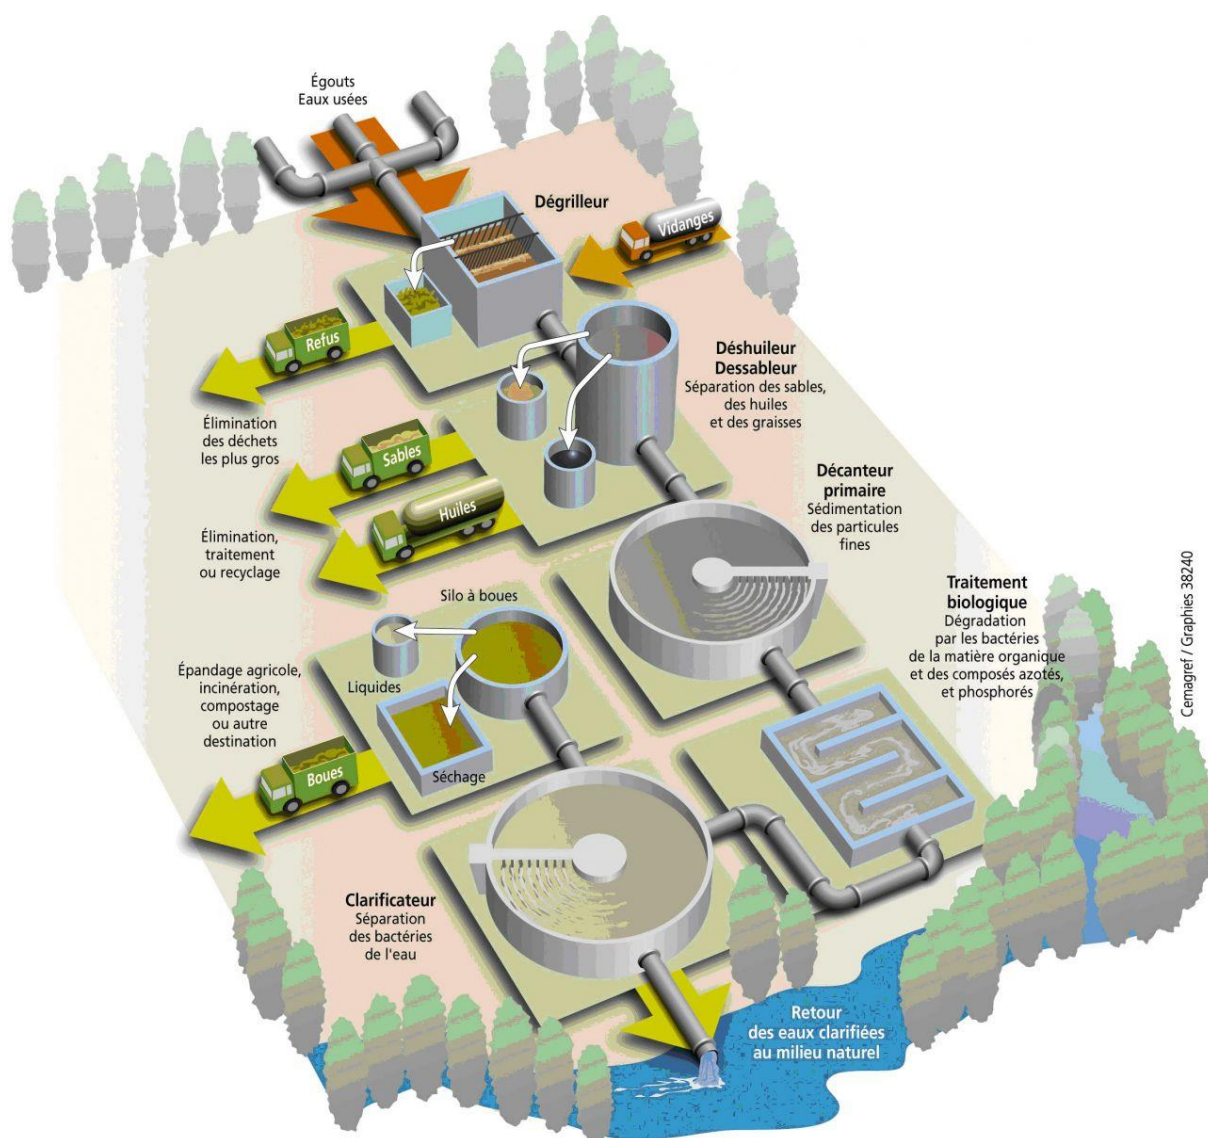 Égouts
Eaux usées
Dégrilleur
Vidanges
Refus
Élimination
des déchets
les plus gros
Déshuileur
Dessableur
Séparation des sables,
des huiles
et des graisses
Sables
Huiles
Élimination,
traitement
ou recyclage
Décanteur
primaire
Sédimentation
des particules
fines
Traitement
biologique
Dégradation
par les bactéries
de la matière organique
et des composés azotés,
et phosphorés
Silo à boues
Liquides
Séchage
Épandage agricole,
incinération,
compostage
ou autre
destination
Boues
Clarificateur
Séparation
des bactéries
de l'eau
Retour
des eaux clarifiées
au milieu naturel
Cemagref / Graphies 38240